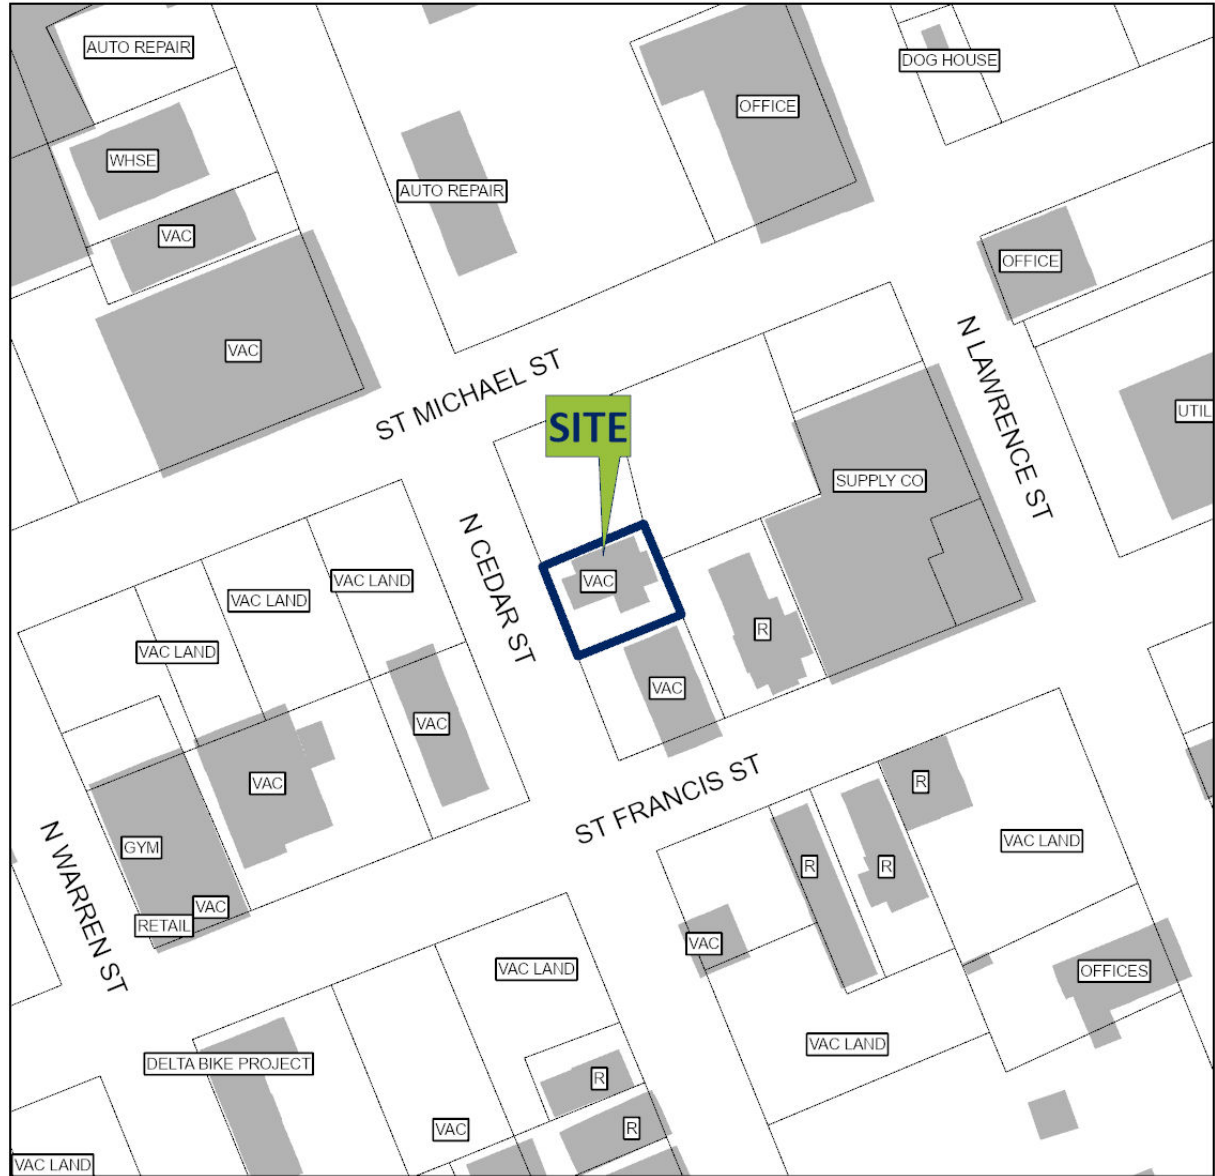 AUTO REPAIR
DOG HOUSE
OFFICE
WHSE
AUTO REPAIR
VAC
OFFICE
VAC
N LAWRENCE ST
ST MICHAEL ST
UTIL
SITE
SUPPLY CO
N CEDAR ST
VAC LAND
VAC
VAC LAND
R
VAC LAND
VAC
VAC
VAC
R
ST FRANCIS ST
VAC LAND
GYM
R
R
VAC
RETAIL
N WARREN ST
VAC
VAC LAND
OFFICES
VAC LAND
DELTA BIKE PROJECT
R
VAC
R
VAC LAND